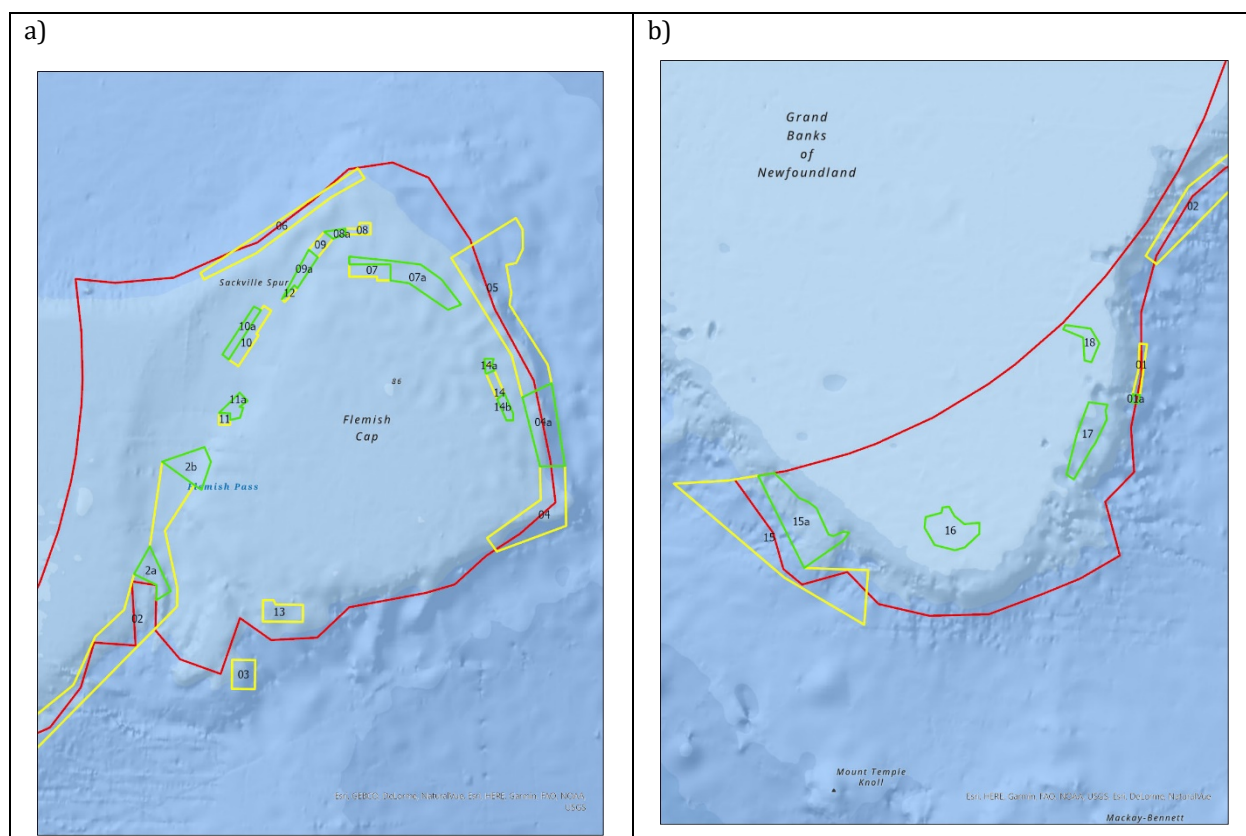 a)
06
08a
08
09
07
09a
07a
Sackville Spur
12
05
10a
10
86
14a
14
14b
11a
11
Flemish
Cap
04a
2b
Flemish Pass
04
2a
02
13
03
Esri, GEBCO, DeLorme, NaturalVue, Esri, HERE, Garmin, FAO, NOAA,
USGS
b)
Grand
Banks
of
Newfoundland
02
18
01
01a
17
15a
16
15
Mount Temple
Knoll
Esri, HERE, Garmin, FAO, NOAA, USGS, Esri, DeLorme, NaturalVue
Mackay-Bennett